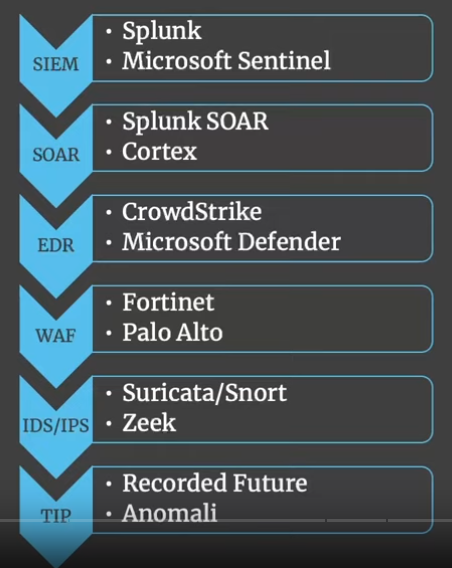 SIEM
• Splunk
• Microsoft Sentinel
SOAR
• Splunk SOAR
• Cortex
EDR
• CrowdStrike
• Microsoft Defender
WAF
• Fortinet
• Palo Alto
IDS/IPS
• Suricata/Snort
• Zeek
TIP
• Recorded Future
• Anomali